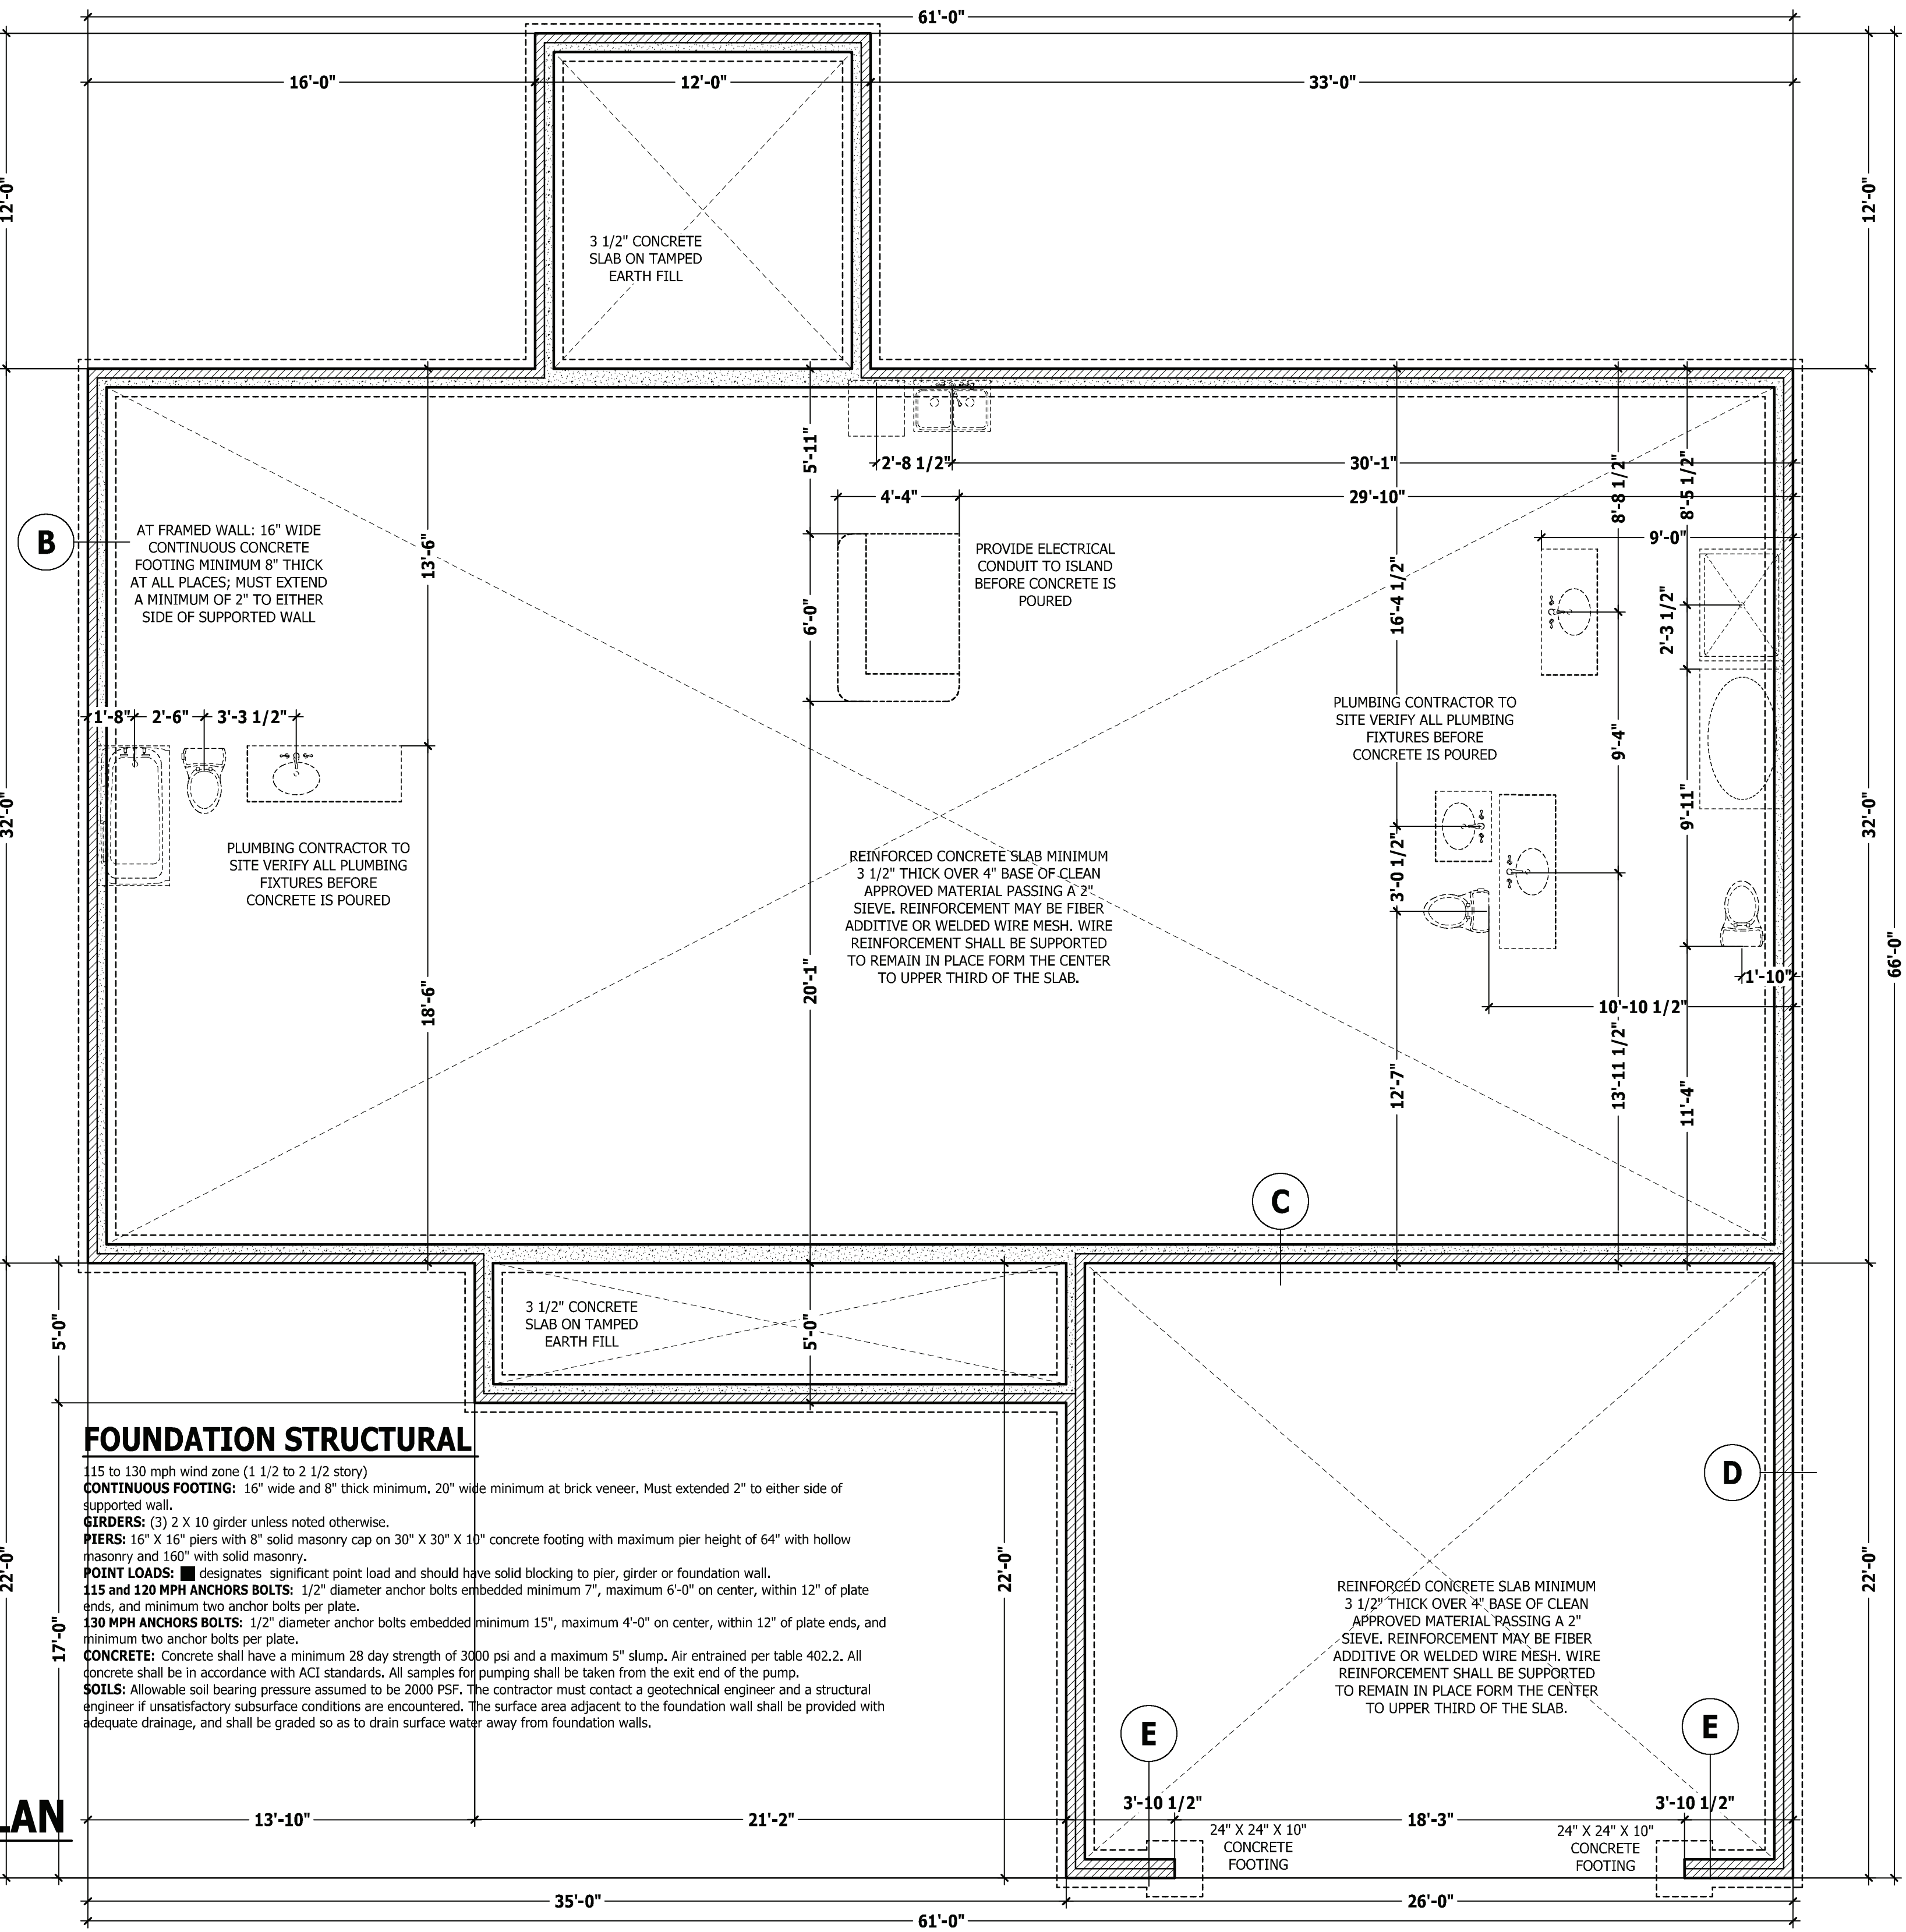 61'-0"
16'-0"
12'-0"
33'-0"
12'-0"
12'-0"
3 1/2" CONCRETE
SLAB ON TAMPED
EARTH FILL
5'-11"
2'-8 1/2"
30'-1"
4'-4"
29'-10"
8'-8 1/2"
8'-5 1/2"
B
AT FRAMED WALL: 16" WIDE
CONTINUOUS CONCRETE
FOOTING MINIMUM 8" THICK
AT ALL PLACES; MUST EXTEND
A MINIMUM OF 2" TO EITHER
SIDE OF SUPPORTED WALL
13'-6"
PROVIDE ELECTRICAL
CONDUIT TO ISLAND
BEFORE CONCRETE IS
POURED
9'-0"
6'-0"
16'-4 1/2"
2'-3 1/2"
1'-8"
2'-6"
3'-3 1/2"
PLUMBING CONTRACTOR TO
SITE VERIFY ALL PLUMBING
FIXTURES BEFORE
CONCRETE IS POURED
9'-4"
9'-11"
32'-0"
32'-0"
PLUMBING CONTRACTOR TO
SITE VERIFY ALL PLUMBING
FIXTURES BEFORE
CONCRETE IS POURED
REINFORCED CONCRETE SLAB MINIMUM
3 1/2" THICK OVER 4" BASE OF CLEAN
APPROVED MATERIAL PASSING A 2"
SIEVE. REINFORCEMENT MAY BE FIBER
ADDITIVE OR WELDED WIRE MESH. WIRE
REINFORCEMENT SHALL BE SUPPORTED
TO REMAIN IN PLACE FORM THE CENTER
TO UPPER THIRD OF THE SLAB.
3'-0 1/2"
66'-0"
1'-10"
18'-6"
20'-1"
10'-10 1/2"
12'-7"
13'-11 1/2"
11'-4"
C
5'-0"
3 1/2" CONCRETE
SLAB ON TAMPED
EARTH FILL
5'-0"
FOUNDATION STRUCTURAL
115 to 130 mph wind zone (1 1/2 to 2 1/2 story)
CONTINUOUS FOOTING: 16" wide and 8" thick minimum. 20" wide minimum at brick veneer. Must extended 2" to either side of
supported wall.
GIRDERS: (3) 2 X 10 girder unless noted otherwise.
PIERS: 16" X 16" piers with 8" solid masonry cap on 30" X 30" X 10" concrete footing with maximum pier height of 64" with hollow
masonry and 160" with solid masonry.
POINT LOADS: designates significant point load and should have solid blocking to pier, girder or foundation wall.
115 and 120 MPH ANCHORS BOLTS: 1/2" diameter anchor bolts embedded minimum 7", maximum 6'-0" on center, within 12" of plate
ends, and minimum two anchor bolts per plate.
130 MPH ANCHORS BOLTS: 1/2" diameter anchor bolts embedded minimum 15", maximum 4'-0" on center, within 12" of plate ends, and
minimum two anchor bolts per plate.
CONCRETE: Concrete shall have a minimum 28 day strength of 3000 psi and a maximum 5" slump. Air entrained per table 402.2. All
concrete shall be in accordance with ACI standards. All samples for pumping shall be taken from the exit end of the pump.
SOILS: Allowable soil bearing pressure assumed to be 2000 PSF. The contractor must contact a geotechnical engineer and a structural
engineer if unsatisfactory subsurface conditions are encountered. The surface area adjacent to the foundation wall shall be provided with
adequate drainage, and shall be graded so as to drain surface water away from foundation walls.
D
22'-0"
17'-0"
22'-0"
22'-0"
REINFORCED CONCRETE SLAB MINIMUM
3 1/2" THICK OVER 4" BASE OF CLEAN
APPROVED MATERIAL PASSING A 2"
SIEVE. REINFORCEMENT MAY BE FIBER
ADDITIVE OR WELDED WIRE MESH. WIRE
REINFORCEMENT SHALL BE SUPPORTED
TO REMAIN IN PLACE FORM THE CENTER
TO UPPER THIRD OF THE SLAB.
E
E
LAN
13'-10"
21'-2"
3'-10 1/2"
18'-3"
3'-10 1/2"
24" X 24" X 10"
CONCRETE
FOOTING
24" X 24" X 10"
CONCRETE
FOOTING
35'-0"
26'-0"
61'-0"